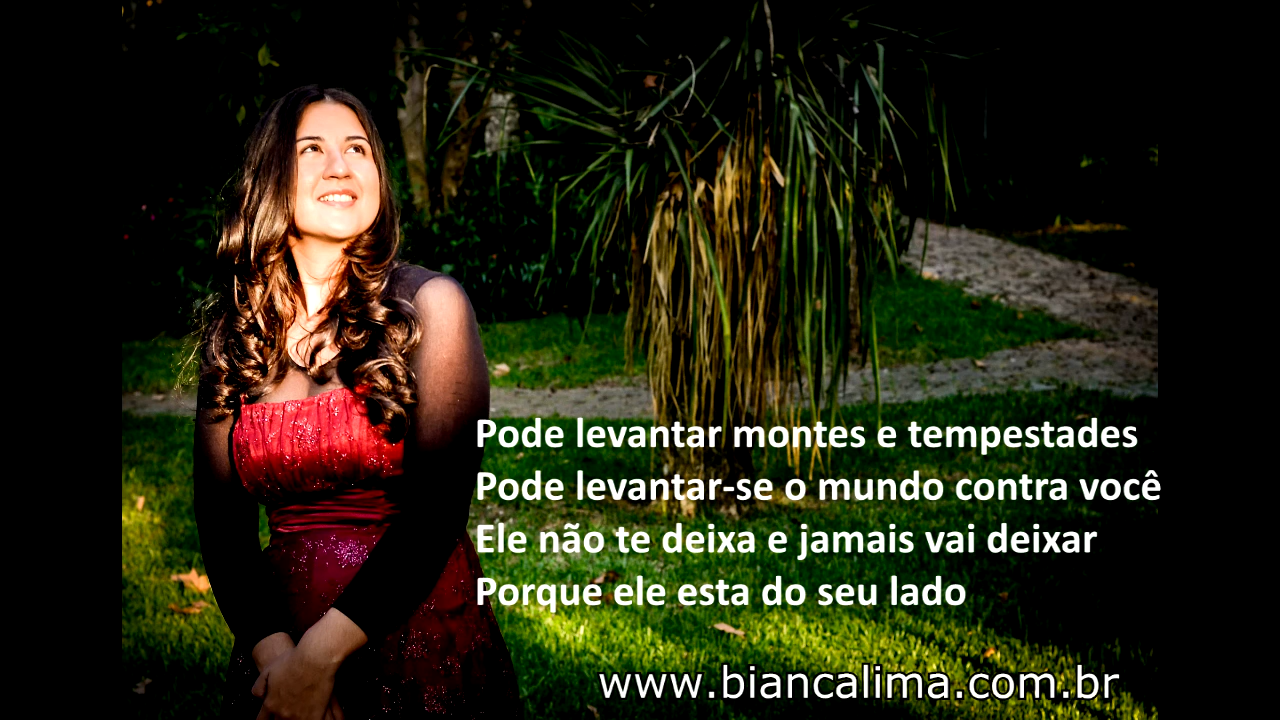 Pode levantar montes e tempestades
Pode levantar-se o mundo contra você
Ele não te deixa e jamais vai deixar
Porque ele esta do seu lado
www.biancalima.com.br